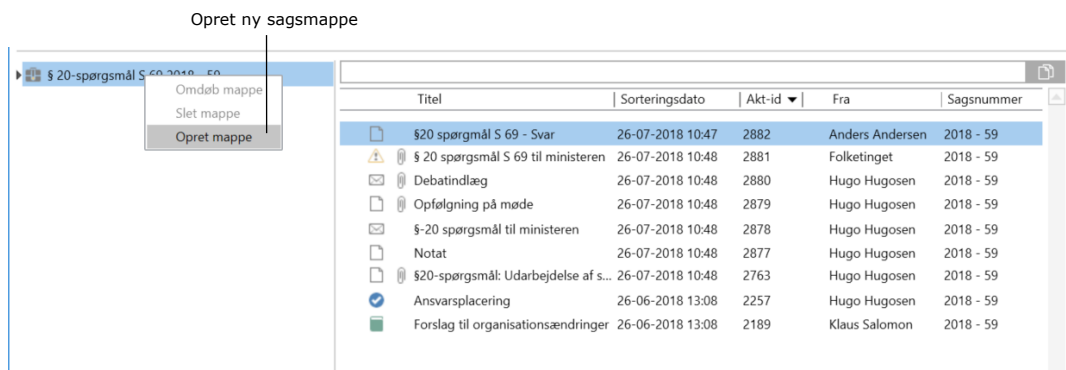 Opret ny sagsmappe
§ 20-spørgsmål S 69 2018 - 59
Omdøb mappe
Slet mappe
Opret mappe
Titel Sorteringsdato Akt-id Fra Sagsnummer
§20 spørgmål S 69 - Svar 26-07-2018 10:47 2882 Anders Andersen 2018 - 59
§ 20 spørgsmål S 69 til ministeren 26-07-2018 10:48 2881 Folketinget 2018 - 59
Debatindlæg 26-07-2018 10:48 2880 Hugo Hugosen 2018 - 59
Opfølgning på møde 26-07-2018 10:48 2879 Hugo Hugosen 2018 - 59
§-20 spørgsmål til ministeren 26-07-2018 10:48 2878 Hugo Hugosen 2018 - 59
Notat 26-07-2018 10:48 2877 Hugo Hugosen 2018 - 59
§20-spørgsmål: Udarbejdelse af s... 26-07-2018 10:48 2763 Hugo Hugosen 2018 - 59
Ansvarsplacering 26-06-2018 13:08 2257 Hugo Hugosen 2018 - 59
Forslag til organisationsændringer 26-06-2018 13:08 2189 Klaus Salomon 2018 - 59